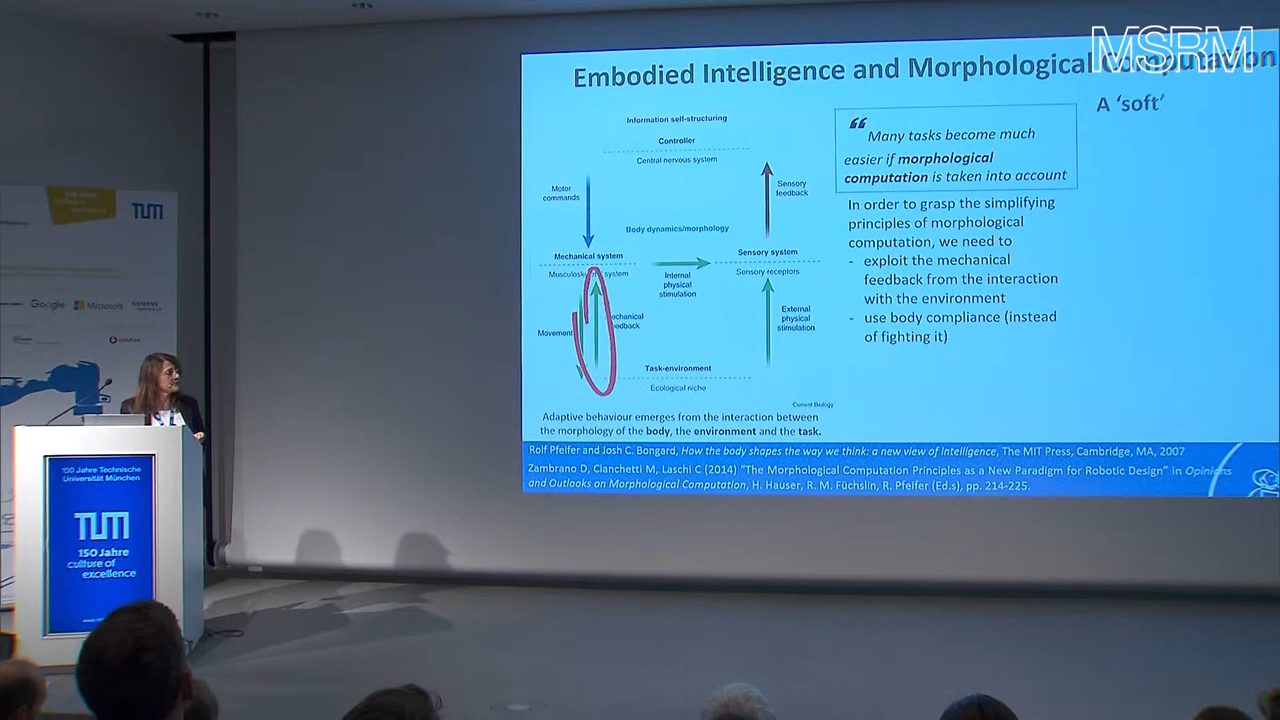 MSRM
Embodied Intelligence and Morphological Computation
A ‘soft’
Information self-structuring
Controller
Central nervous system
Motor
commands
Sensory
feedback
Body dynamics/morphology
Mechanical system
Sensory system
system
Sensory receptors
Internal
physical
stimulation
Movement
External
physical
stimulation
Task-environment
Ecological niche
Current Biology
Adaptive behaviour emerges from the interaction between
the morphology of the body, the environment and the task.
“ Many tasks become much
easier if morphological
computation is taken into account
In order to grasp the simplifying
principles of morphological
computation, we need to
- exploit the mechanical
feedback from the interaction
with the environment
- use body compliance (instead
of fighting it)
Rolf Pfeifer and Josh C. Bongard, How the body shapes the way we think: a new view of Intelligence, The MIT Press, Cambridge, MA, 2007
Zambrano D, Cianchetti M, Laschi C (2014) “The Morphological Computation Principles as a New Paradigm for Robotic Design” in Opinions
and Outlooks on Morphological Computation, H. Hauser, R. M. Füchslin, R. Pfeifer (Ed.s), pp. 214-225.
TUM
Google
Microsoft
SIEMENS
vodafone
150 Jahre Technische
Universität München
TUM
150 Jahre
culture of
excellence